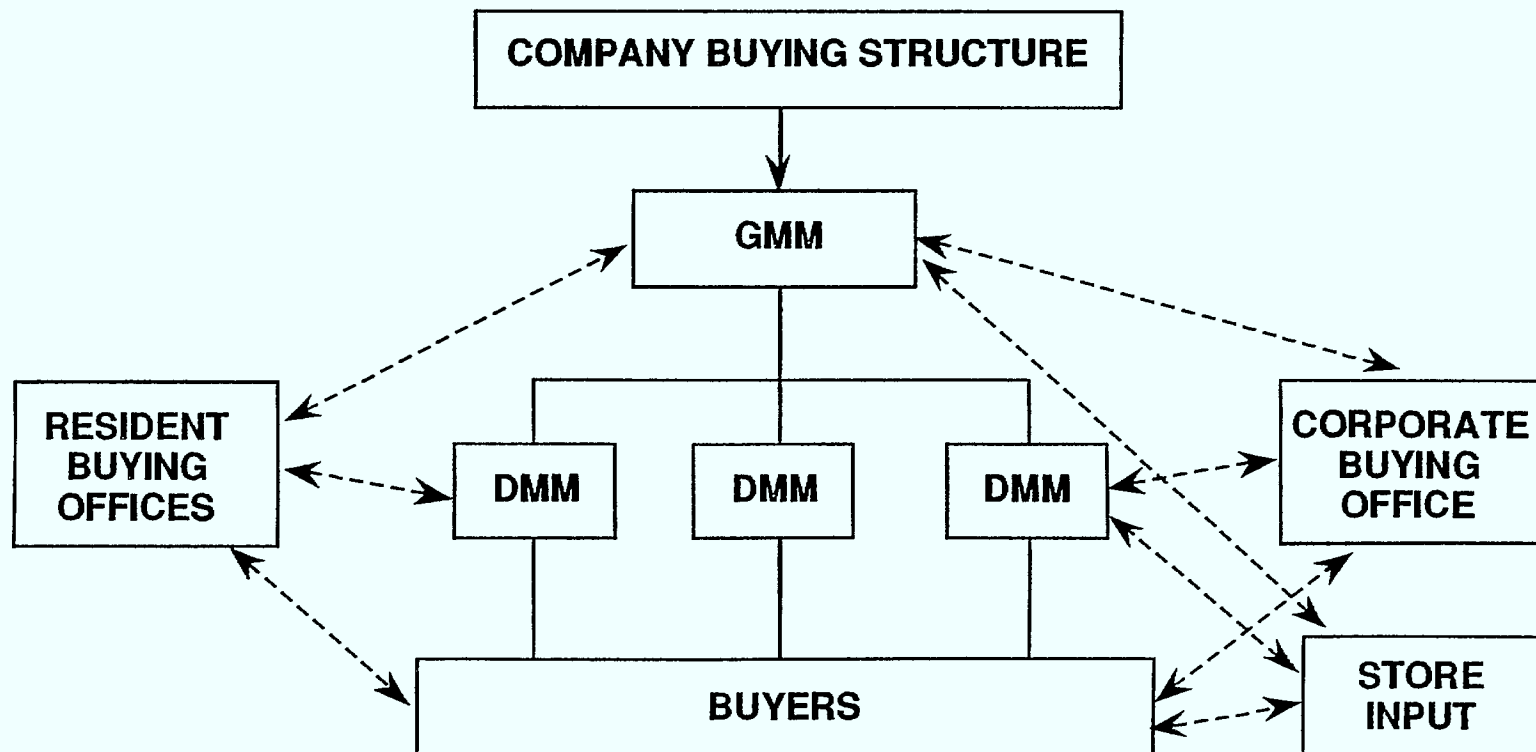 COMPANY BUYING STRUCTURE
GMM
RESIDENT
BUYING
OFFICES
DMM
DMM
DMM
CORPORATE
BUYING
OFFICE
BUYERS
STORE
INPUT